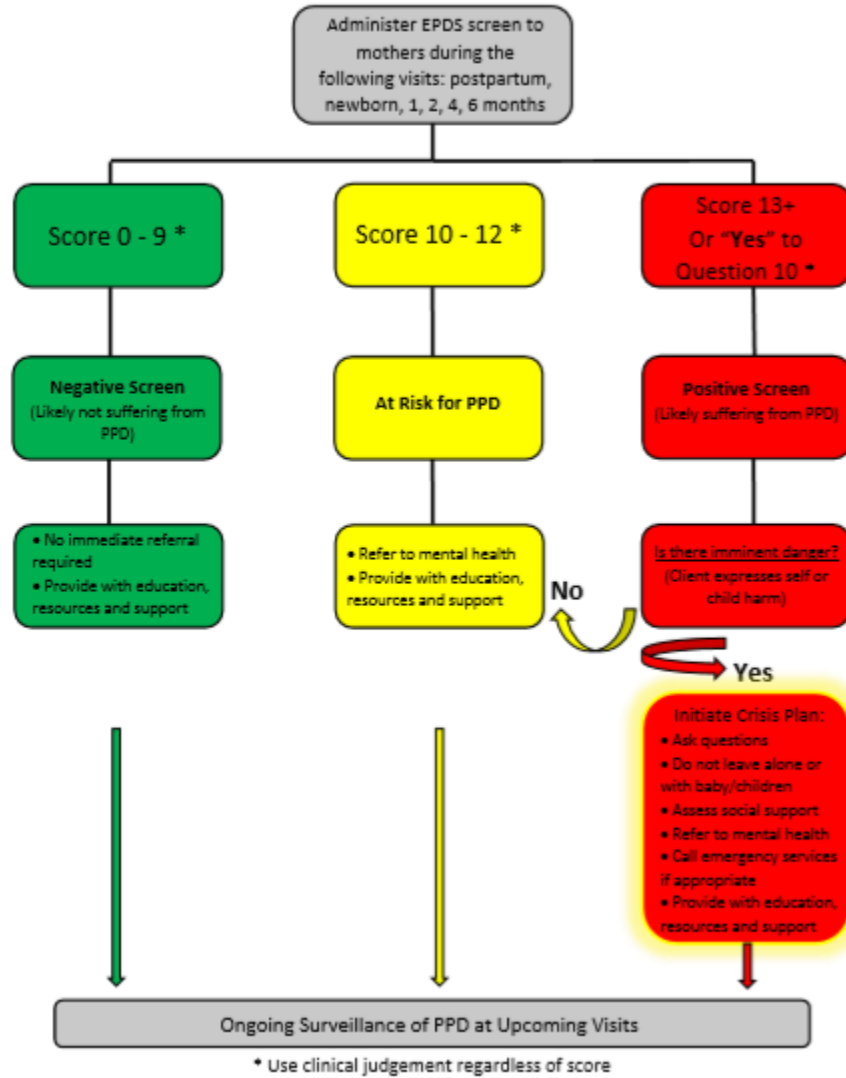 Administer EPDS screen to
mothers during the
following visits: postpartum,
newborn, 1, 2, 4, 6 months
Score 0 - 9 *
Score 10 - 12 *
Score 13+
Or “Yes” to
Question 10 *
Negative Screen
(Likely not suffering from
PPD)
At Risk for PPD
Positive Screen
(Likely suffering from PPD)
• No immediate referral
required
• Provide with education,
resources and support
• Refer to mental health
• Provide with education,
resources and support
Is there imminent danger?
(Client expresses self or
child harm)
No
Yes
Initiate Crisis Plan:
• Ask questions
• Do not leave alone or
with baby/children
• Assess social support
• Refer to mental health
• Call emergency services
if appropriate
• Provide with education,
resources and support
Ongoing Surveillance of PPD at Upcoming Visits
* Use clinical judgement regardless of score